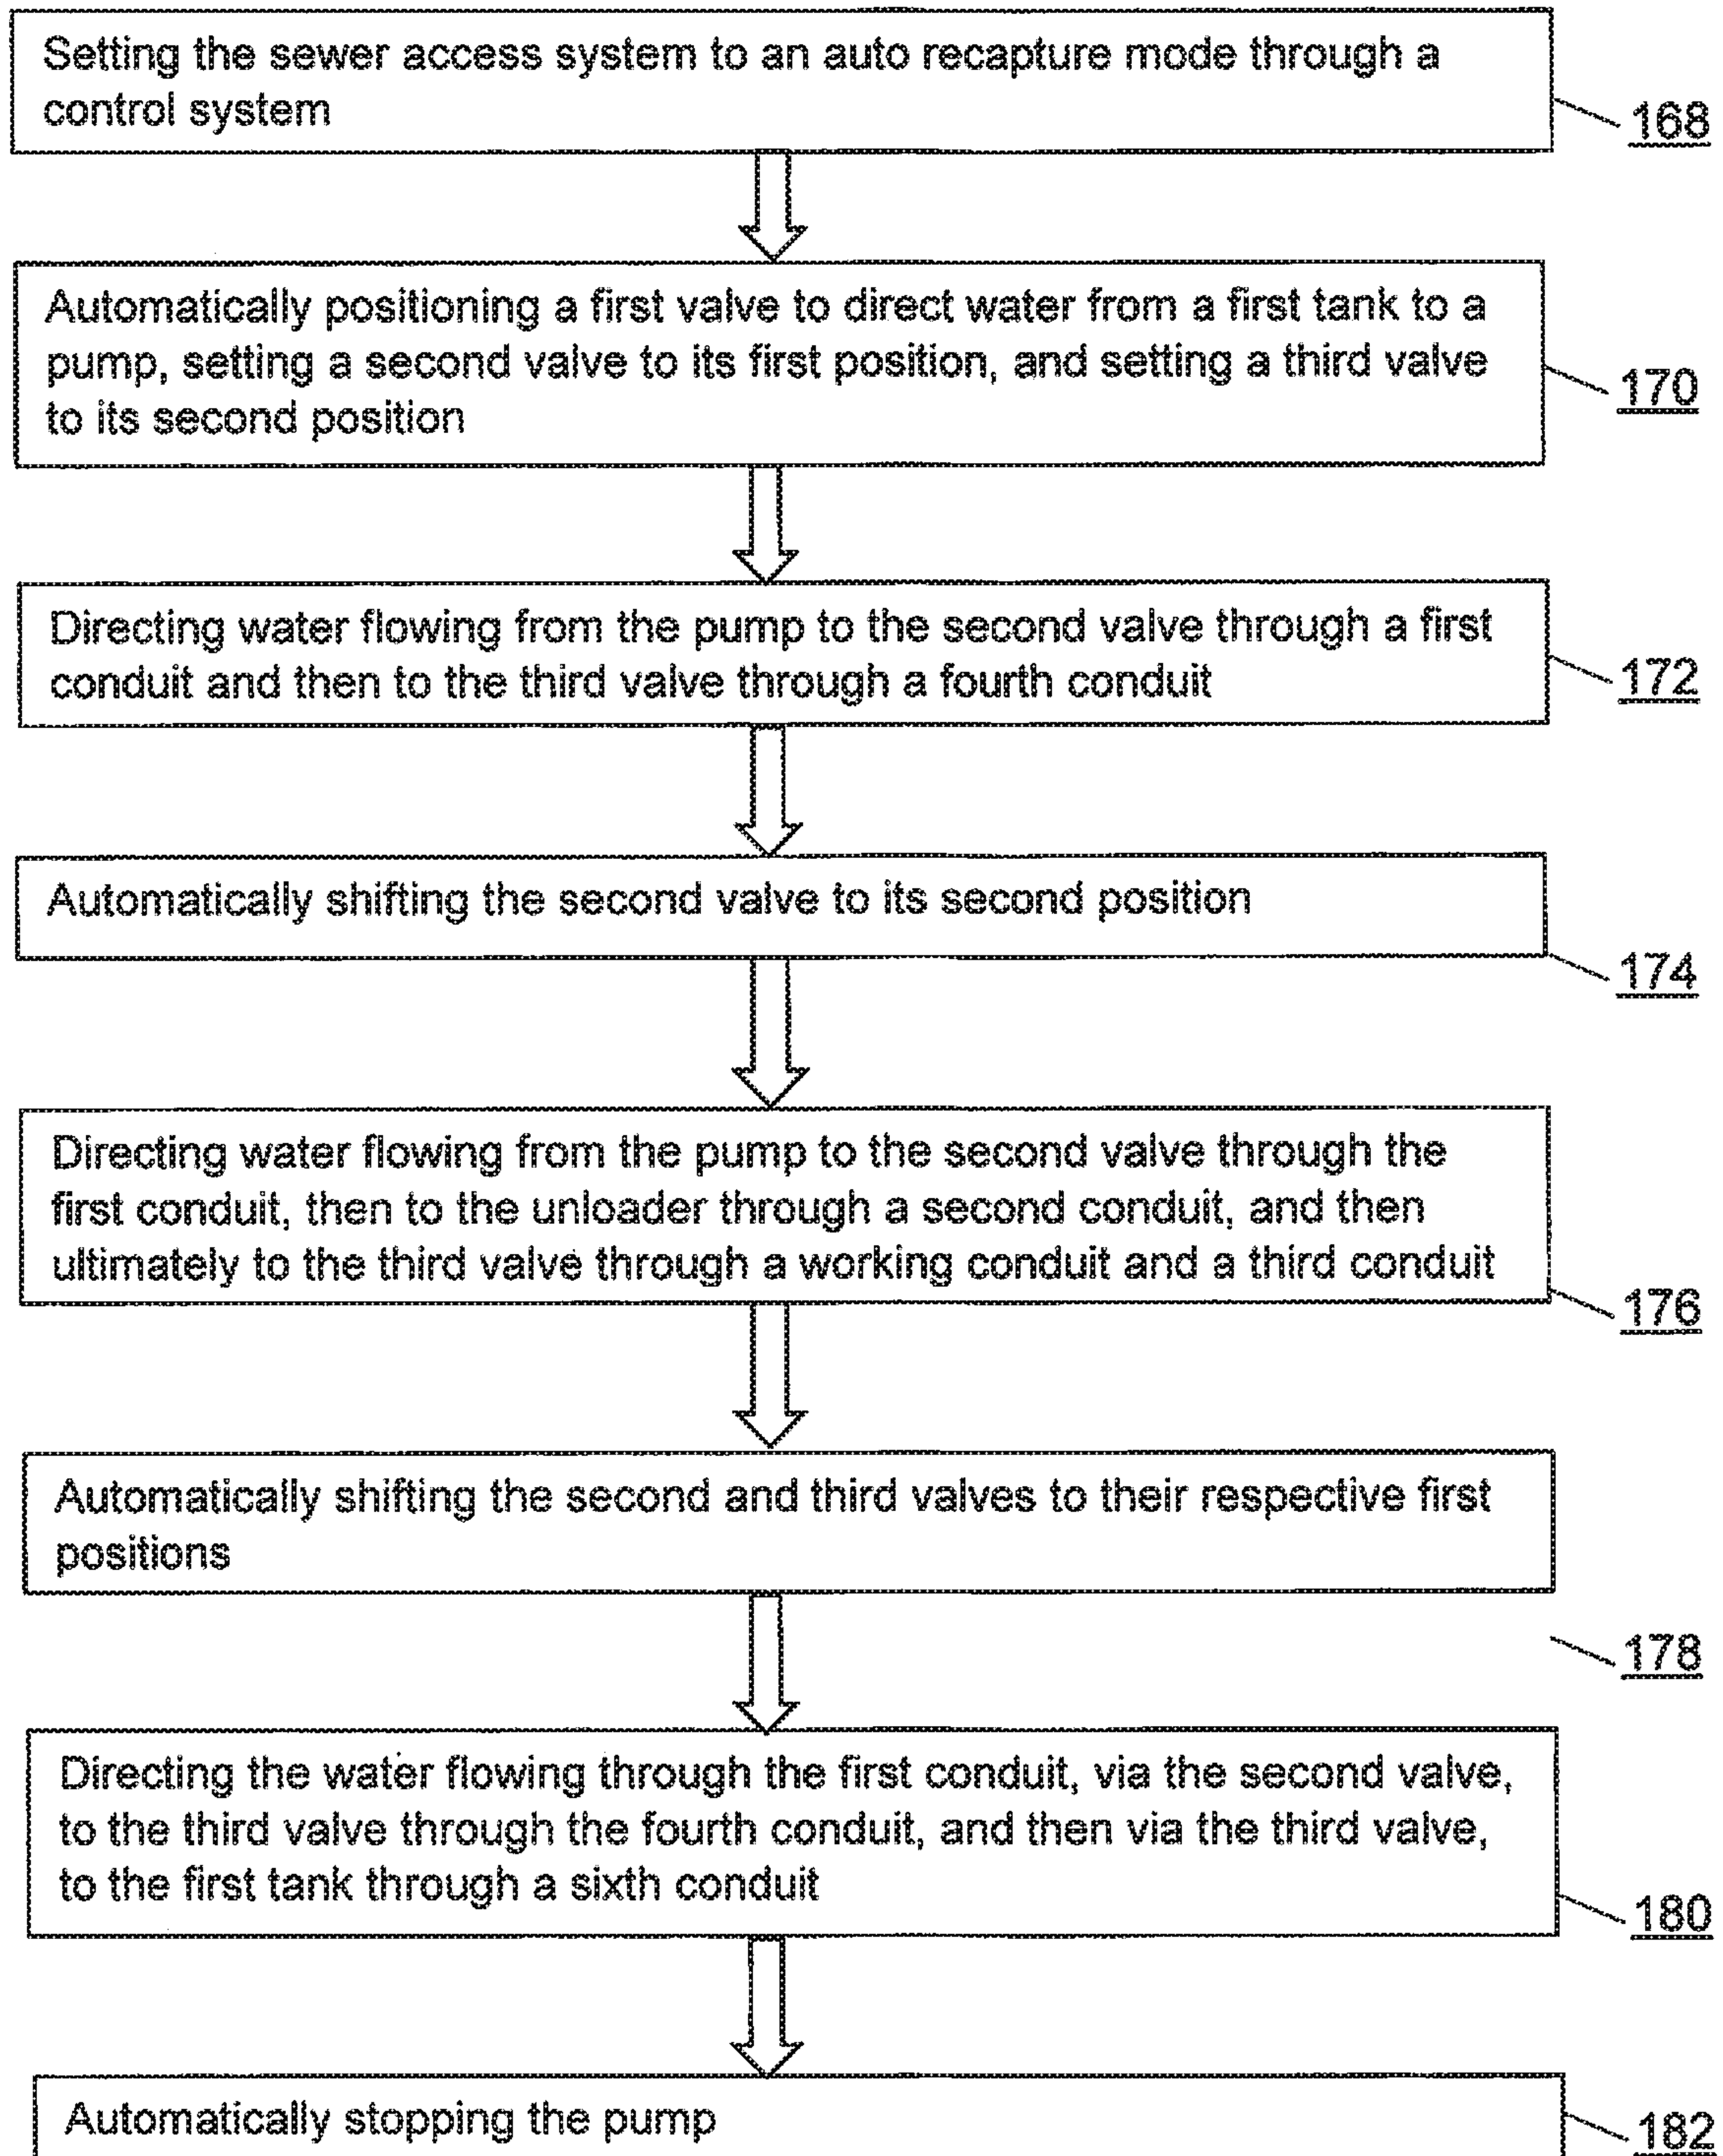 Setting the sewer access system to an auto recapture mode through a
control system
168
Automatically positioning a first valve to direct water from a first tank to a
pump, setting a second valve to its first position, and setting a third valve
to its second position
170
Directing water flowing from the pump to the second valve through a first
conduit and then to the third valve through a fourth conduit
172
Automatically shifting the second valve to its second position
174
Directing water flowing from the pump to the second valve through the
first conduit, then to the unloader through a second conduit, and then
ultimately to the third valve through a working conduit and a third conduit
176
Automatically shifting the second and third valves to their respective first
positions
178
Directing the water flowing through the first conduit, via the second valve,
to the third valve through the fourth conduit, and then via the third valve,
to the first tank through a sixth conduit
180
Automatically stopping the pump
182